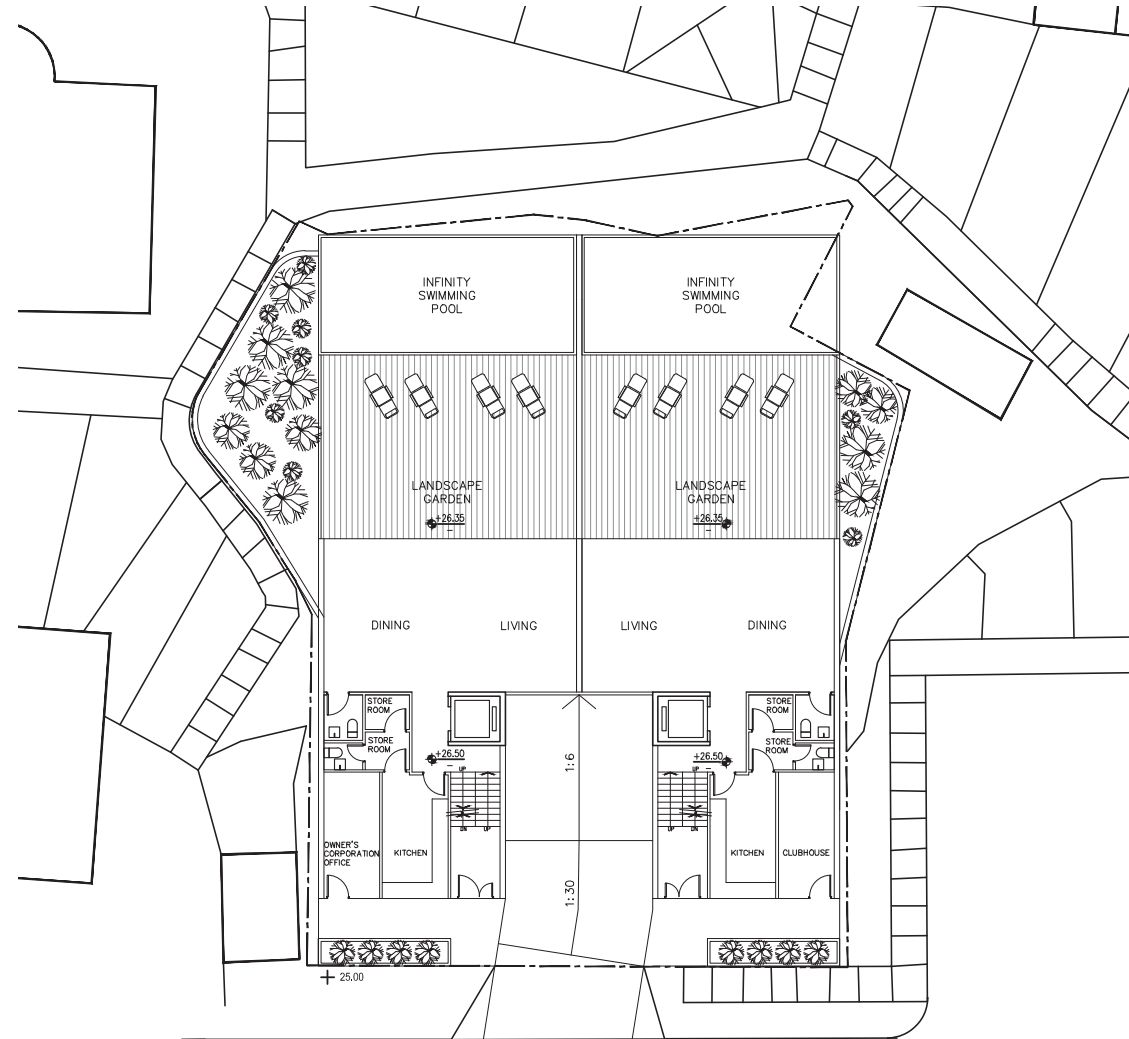 INFINITY
SWIMMING
POOL
INFINITY
SWIMMING
POOL
LANDSCAPE
GARDEN
+26.35
LANDSCAPE
GARDEN
+26.35
DINING
LIVING
LIVING
DINING
STORE
ROOM
STORE
ROOM
STORE
ROOM
STORE
ROOM
+26.50
+26.50
1:6
UP
UP
DN
UP
UP
DN
OWNER'S
CORPORATION
OFFICE
KITCHEN
KITCHEN
CLUBHOUSE
1:30
25.00